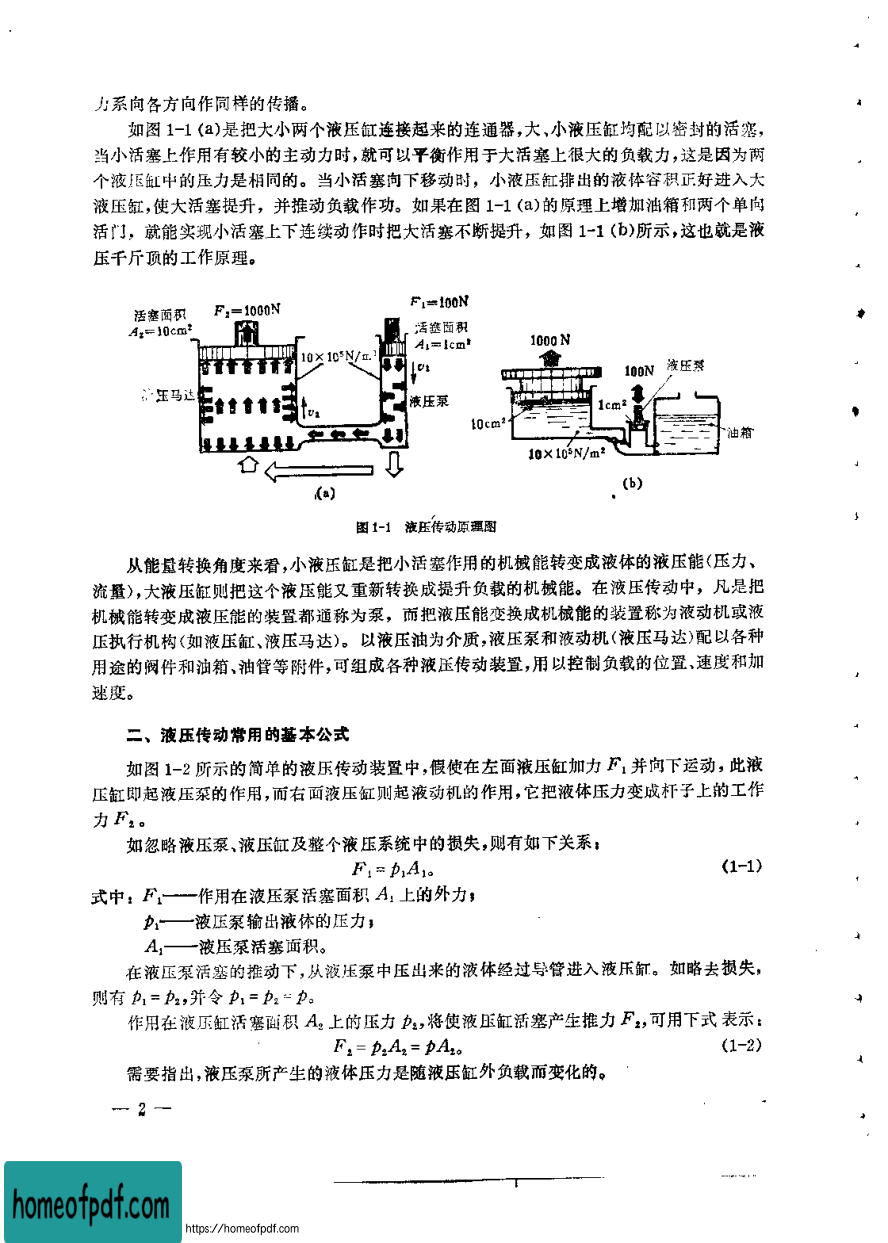 力系向各方向作同样的传播。
如图 1-1 (a)是把大小两个液压缸连接起来的连通器,大、小液压缸均配以密封的活塞,
当小活塞上作用有较小的主动力时,就可以平衡作用于大活塞上很大的负载力,这是因为两
个液压缸中的压力是相同的。当小活塞向下移动时，小液压缸排出的液体容积正好进入大
液压缸,使大活塞提升，并推动负载作功。如果在图 1-1 (a)的原理上增加油箱和两个单向
活门，就能实现小活塞上下连续动作时把大活塞不断提升，如图 1-1 (b)所示,这也就是液
压千斤顶的工作原理。
活塞面积
A₂=10cm²
F₂=1000N
F₁=100N
活塞面积
A₁=1cm²
10×10⁵N/m²
υ₁
υ₂
液压马达
液压泵
(a)
1000 N
100N
液压泵
1cm²
10cm²
油箱
10×10⁵N/m²
(b)
图 1-1 液压传动原理图
从能量转换角度来看,小液压缸是把小活塞作用的机械能转变成液体的液压能(压力、
流量),大液压缸则把这个液压能又重新转换成提升负载的机械能。在液压传动中，凡是把
机械能转变成液压能的装置都通称为泵，而把液压能变换成机械能的装置称为液动机或液
压执行机构(如液压缸、液压马达)。以液压油为介质,液压泵和液动机(液压马达)配以各种
用途的阀件和油箱、油管等附件,可组成各种液压传动装置,用以控制负载的位置、速度和加
速度。
二、液压传动常用的基本公式
如图 1-2 所示的简单的液压传动装置中,假使在左面液压缸加力 F₁ 并向下运动，此液
压缸即起液压泵的作用,而右面液压缸则起液动机的作用,它把液体压力变成杆子上的工作
力 F₂。
如忽略液压泵、液压缸及整个液压系统中的损失,则有如下关系：
F₁=p₁A₁。 (1-1)
式中：F₁——作用在液压泵活塞面积 A₁ 上的外力；
p₁——液压泵输出液体的压力；
A₁——液压泵活塞面积。
在液压泵活塞的推动下,从液压泵中压出来的液体经过导管进入液压缸。如略去损失,
则有 p₁=p₂,并令 p₁=p₂=p。
作用在液压缸活塞面积 A₂ 上的压力 p₂,将使液压缸活塞产生推力 F₂,可用下式表示：
F₂=p₂A₂=pA₂。 (1-2)
需要指出,液压泵所产生的液体压力是随液压缸外负载而变化的。
— 2 —
homeofpdf.com
https://homeofpdf.com